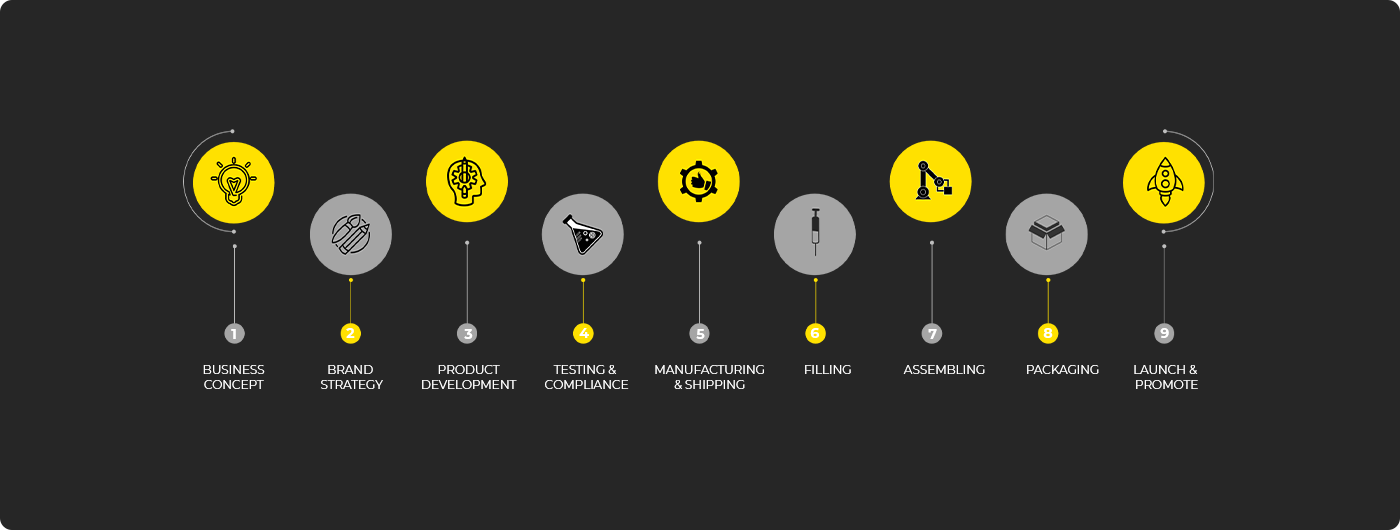 1
2
3
4
5
6
7
8
9
BUSINESS
CONCEPT
BRAND
STRATEGY
PRODUCT
DEVELOPMENT
TESTING &
COMPLIANCE
MANUFACTURING
& SHIPPING
FILLING
ASSEMBLING
PACKAGING
LAUNCH &
PROMOTE